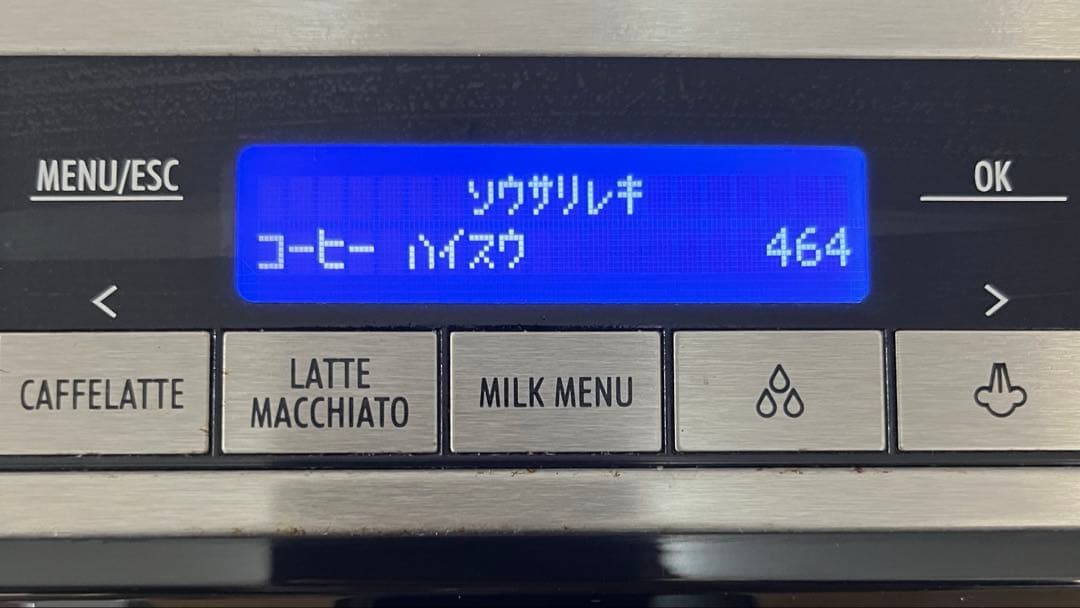 MENU/ESC
ソウサリレキ
OK
コーヒー ハイスウ 464
<
>
CAFFELATTE
LATTE
MACCHIATO
MILK MENU